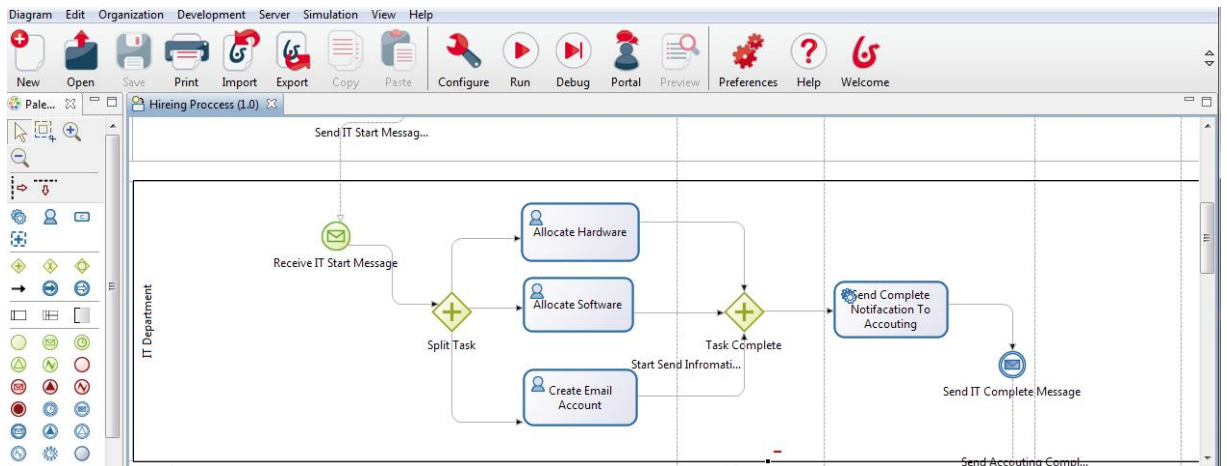 Diagram Edit Organization Development Server Simulation View Help
New Open Save Print Import Export Copy Paste Configure Run Debug Portal Preview Preferences Help Welcome
Pale... Hireing Proccess (1.0)
Send IT Start Messag...
IT Department
Receive IT Start Message
Split Task
Allocate Hardware
Allocate Software
Create Email
Account
Task Complete
Start Send Infromati...
Send Complete
Notifacation To
Accouting
Send IT Complete Message
Send Accouting Compl...